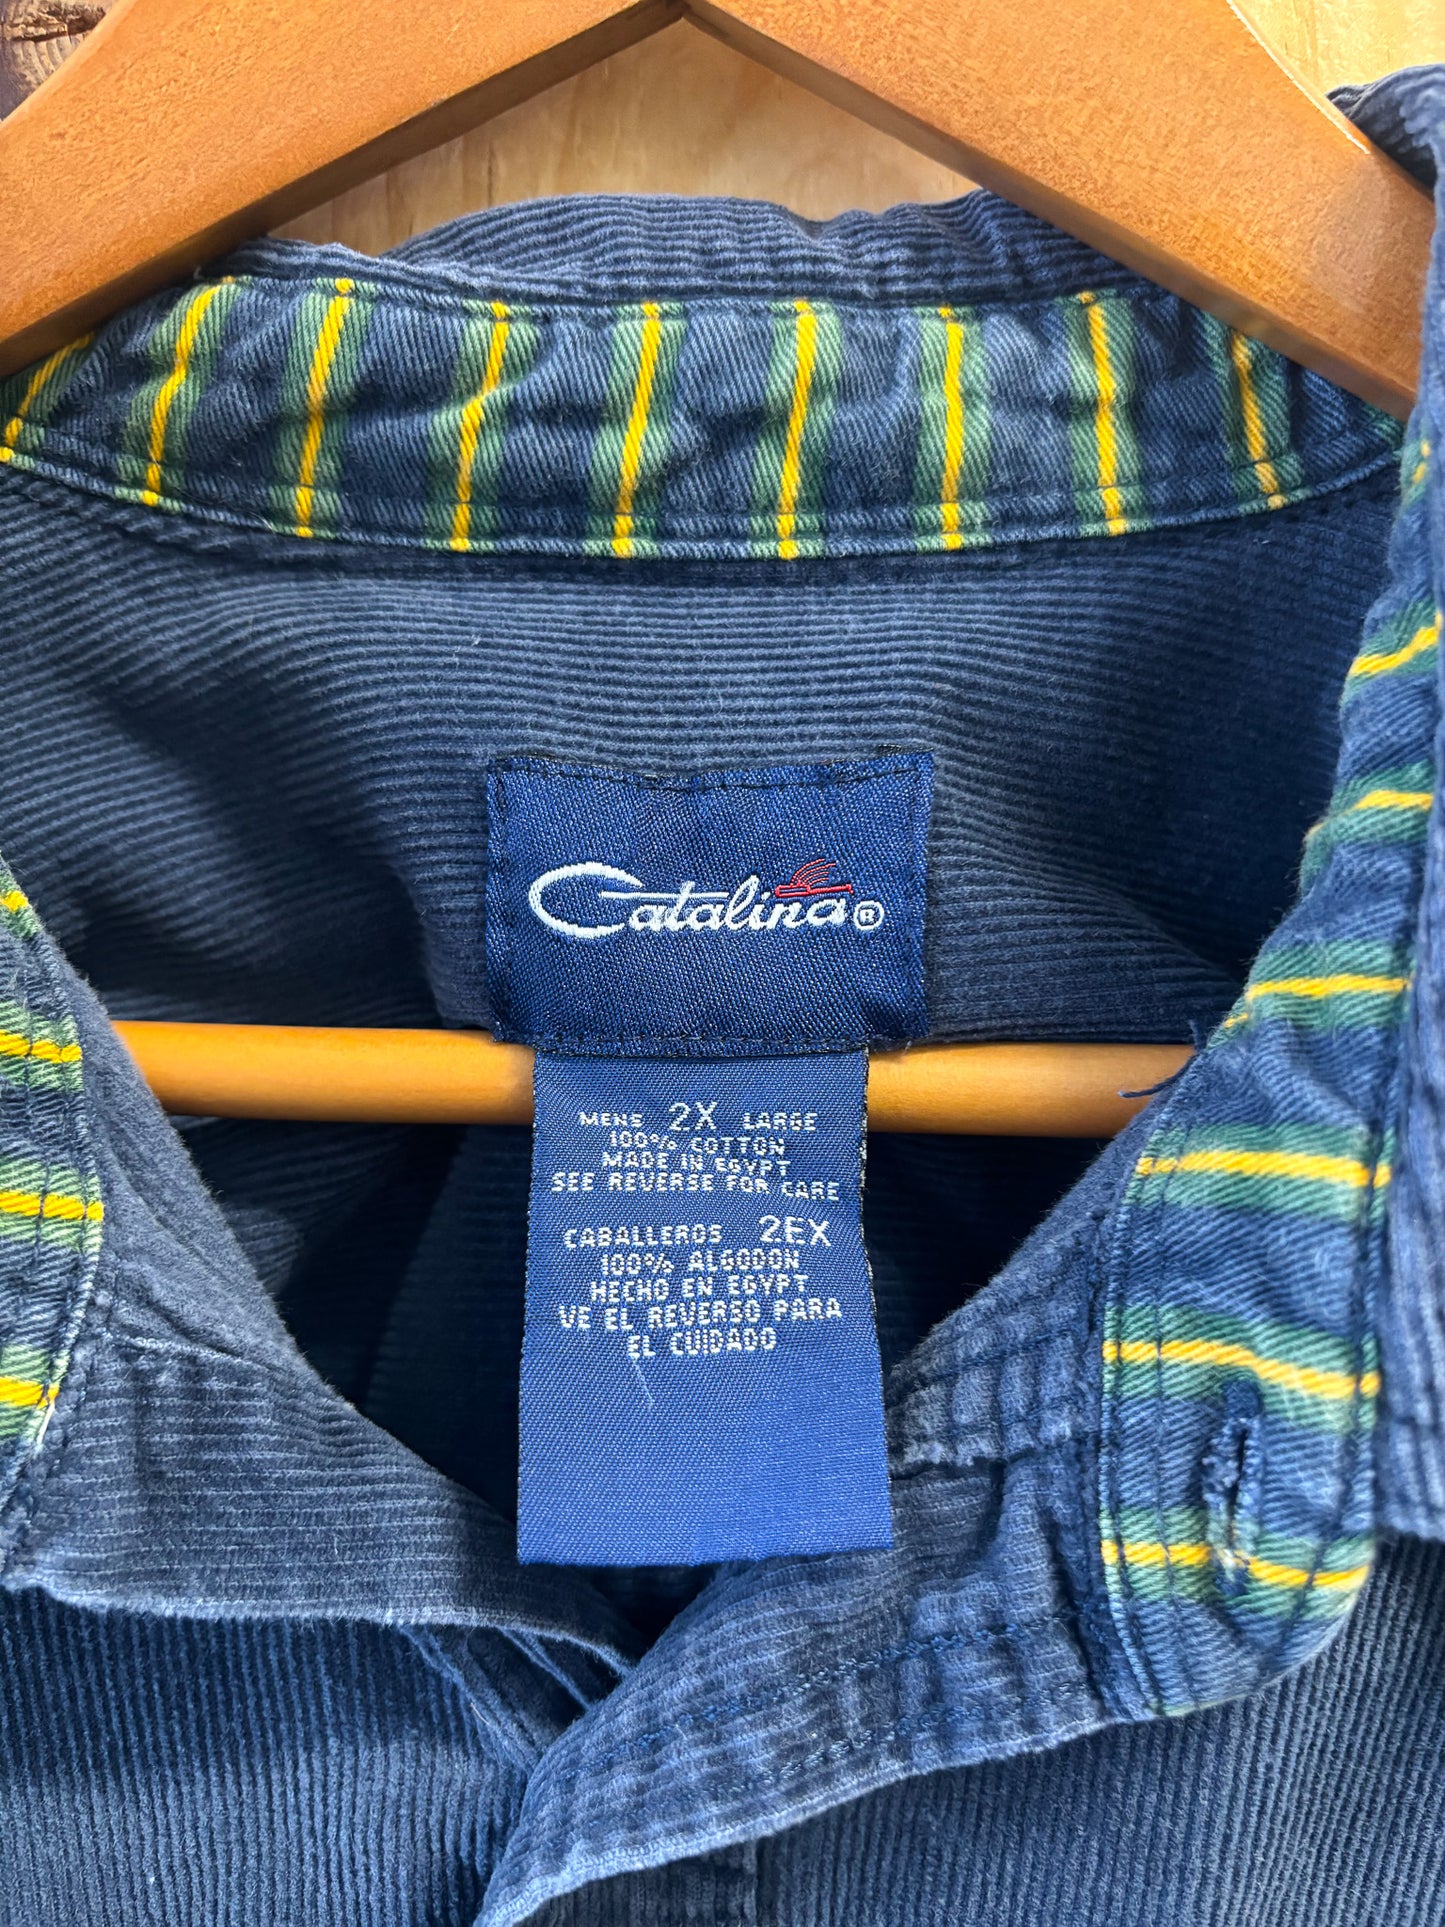 Catalina®
MENS 2X LARGE
100% COTTON
MADE IN EGYPT
SEE REVERSE FOR CARE
CABALLEROS 2EX
100% ALGODON
HECHO EN EGYPT
VE EL REVERSO PARA
EL CUIDADO